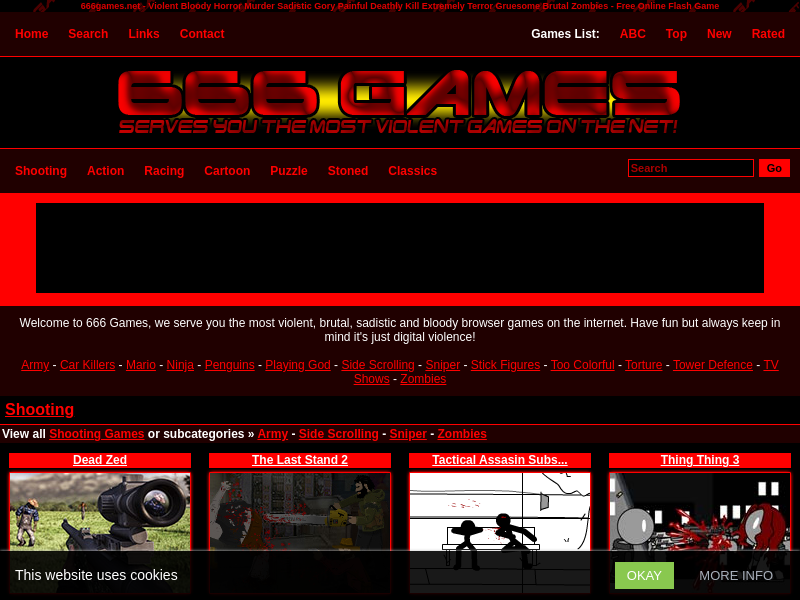 666games.net - Violent Bloody Horror Murder Sadistic Gory Painful Deathly Kill Extremely Terror Gruesome Brutal Zombies - Free Online Flash Game
Home Search Links Contact Games List: ABC Top New Rated
666 GAMES
SERVES YOU THE MOST VIOLENT GAMES ON THE NET!
Shooting Action Racing Cartoon Puzzle Stoned Classics Search Go
Welcome to 666 Games, we serve you the most violent, brutal, sadistic and bloody browser games on the internet. Have fun but always keep in
mind it's just digital violence!
Army - Car Killers - Mario - Ninja - Penguins - Playing God - Side Scrolling - Sniper - Stick Figures - Too Colorful - Torture - Tower Defence - TV
Shows - Zombies
Shooting
View all Shooting Games or subcategories » Army - Side Scrolling - Sniper - Zombies
Dead Zed The Last Stand 2 Tactical Assasin Subs... Thing Thing 3
This website uses cookies OKAY MORE INFO